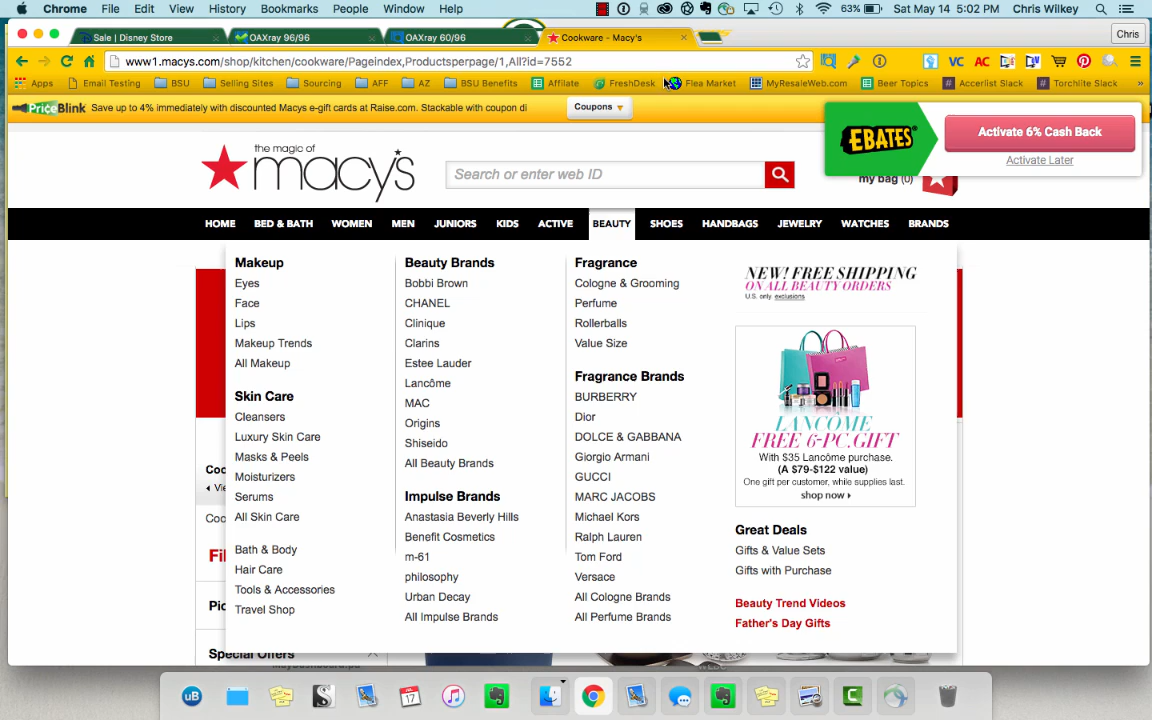 Chrome File Edit View History Bookmarks People Window Help 63% Sat May 14 5:02 PM Chris Wilkey
Sale | Disney Store OAXray 96/96 OAXray 60/96 Cookware - Macy's Chris
www1.macys.com/shop/kitchen/cookware/Pageindex,Productsperpage/1,All?id=7552
Apps Email Testing BSU Selling Sites Sourcing AFF AZ BSU Benefits Affilate FreshDesk Flea Market MyResaleWeb.com Beer Topics Accerlist Slack Torchlite Slack »
PriceBlink Save up to 4% immediately with discounted Macys e-gift cards at Raise.com. Stackable with coupon di Coupons
EBATES Activate 6% Cash Back
Activate Later
the magic of
macy's
Search or enter web ID
my bag (0)
HOME BED & BATH WOMEN MEN JUNIORS KIDS ACTIVE BEAUTY SHOES HANDBAGS JEWELRY WATCHES BRANDS
Makeup
Eyes
Face
Lips
Makeup Trends
All Makeup
Skin Care
Cleansers
Luxury Skin Care
Masks & Peels
Moisturizers
Serums
All Skin Care
Bath & Body
Hair Care
Tools & Accessories
Travel Shop
Beauty Brands
Bobbi Brown
CHANEL
Clinique
Clarins
Estee Lauder
Lancôme
MAC
Origins
Shiseido
All Beauty Brands
Impulse Brands
Anastasia Beverly Hills
Benefit Cosmetics
m-61
philosophy
Urban Decay
All Impulse Brands
Fragrance
Cologne & Grooming
Perfume
Rollerballs
Value Size
Fragrance Brands
BURBERRY
Dior
DOLCE & GABBANA
Giorgio Armani
GUCCI
MARC JACOBS
Michael Kors
Ralph Lauren
Tom Ford
Versace
All Cologne Brands
All Perfume Brands
NEW! FREE SHIPPING
ON ALL BEAUTY ORDERS
U.S. only. exclusions
LANCOME
FREE 6-PC. GIFT
With $35 Lancôme purchase.
(A $79-$122 value)
One gift per customer, while supplies last.
shop now
Great Deals
Gifts & Value Sets
Gifts with Purchase
Beauty Trend Videos
Father's Day Gifts
Coo
Vie
Coo
Fil
Pic
Special Offers